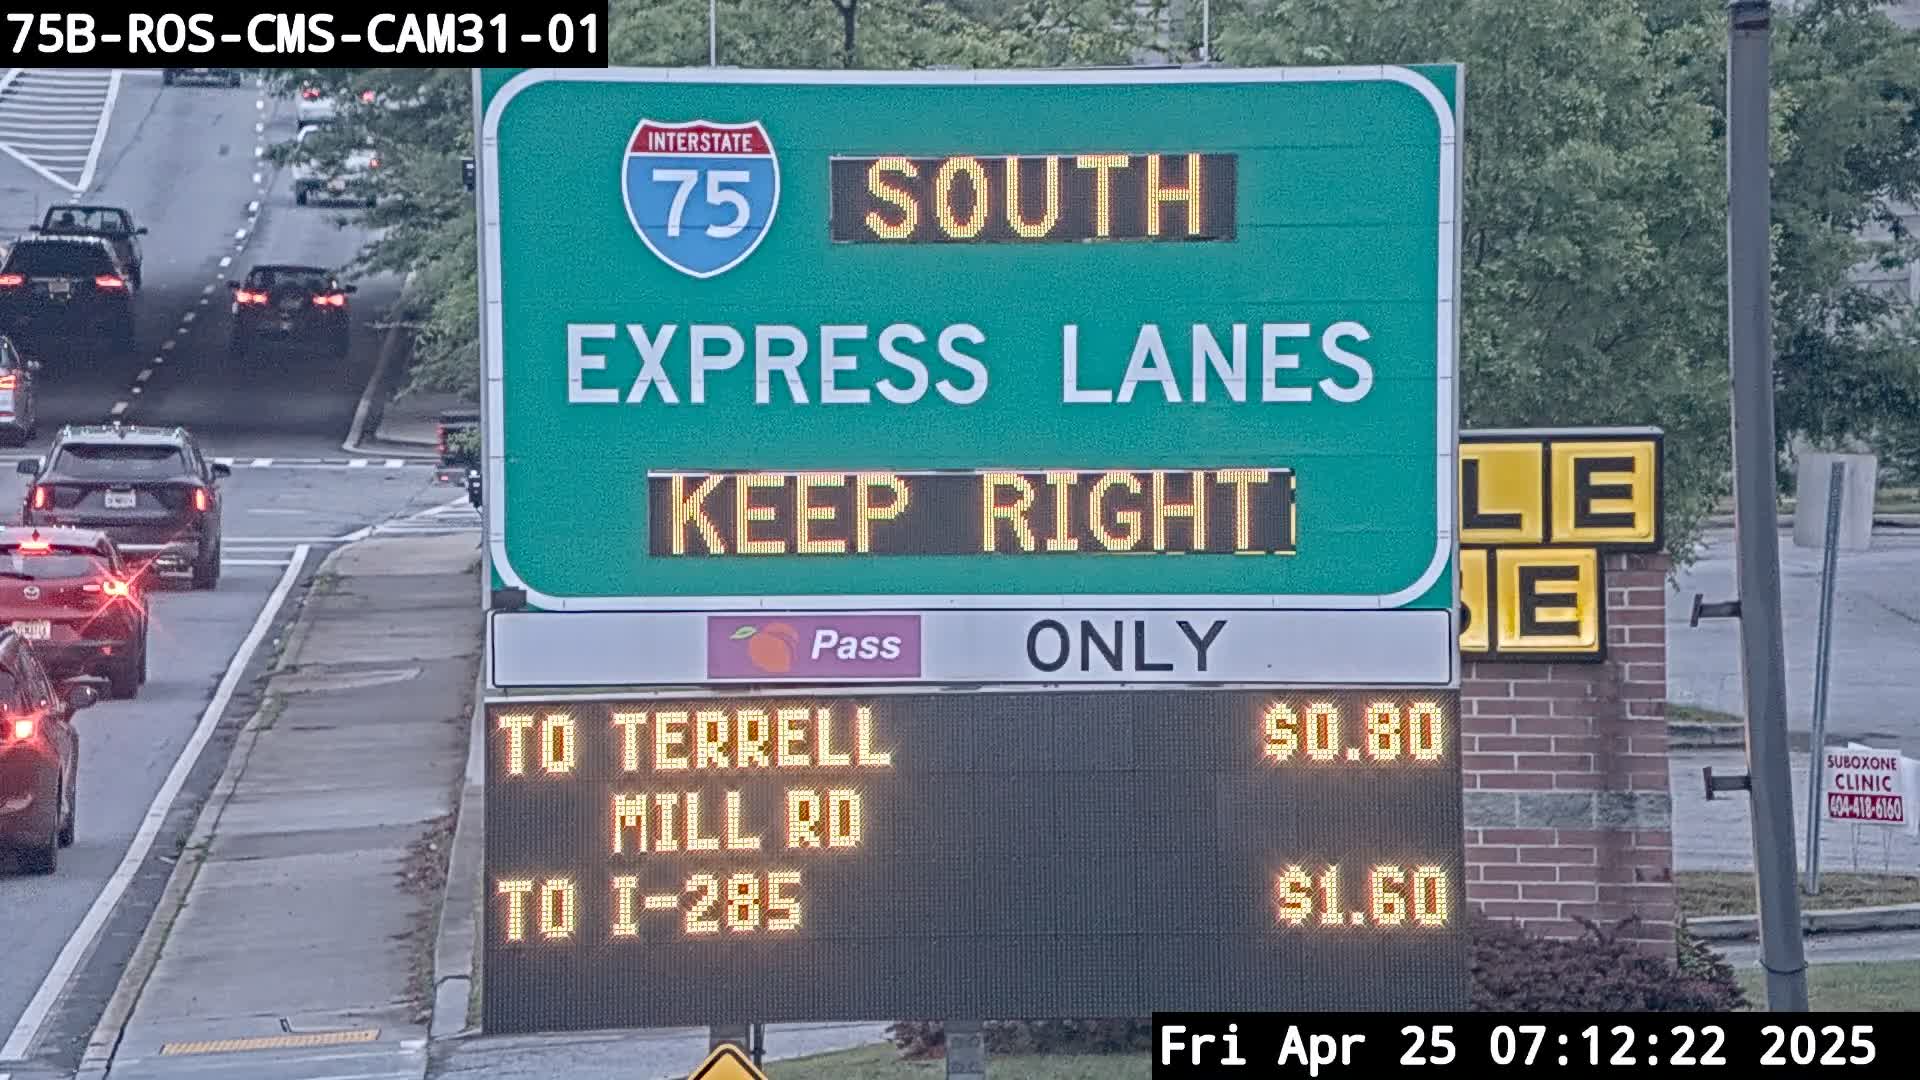 75B-ROS-CMS-CAM31-01
INTERSTATE
75
SOUTH
EXPRESS LANES
KEEP RIGHT
Pass ONLY
TO TERRELL $0.80
MILL RD
TO I-285 $1.60
LE
E
SUBOXONE
CLINIC
404-418-6160
Fri Apr 25 07:12:22 2025